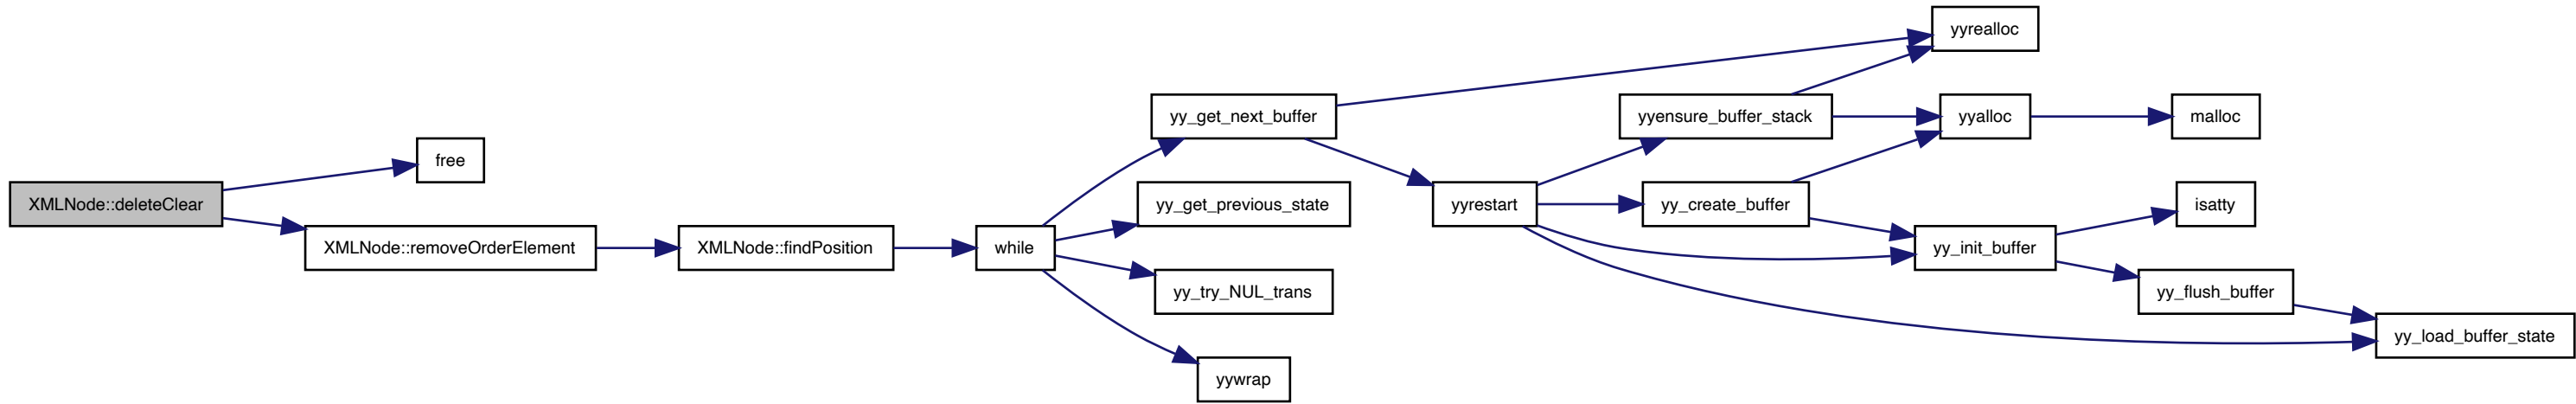 XMLNode::deleteClear
free
XMLNode::removeOrderElement
XMLNode::findPosition
while
yy_get_next_buffer
yy_get_previous_state
yy_try_NUL_trans
yywrap
yyrestart
yyrealloc
yyensure_buffer_stack
yy_create_buffer
yyalloc
yy_init_buffer
malloc
isatty
yy_flush_buffer
yy_load_buffer_state